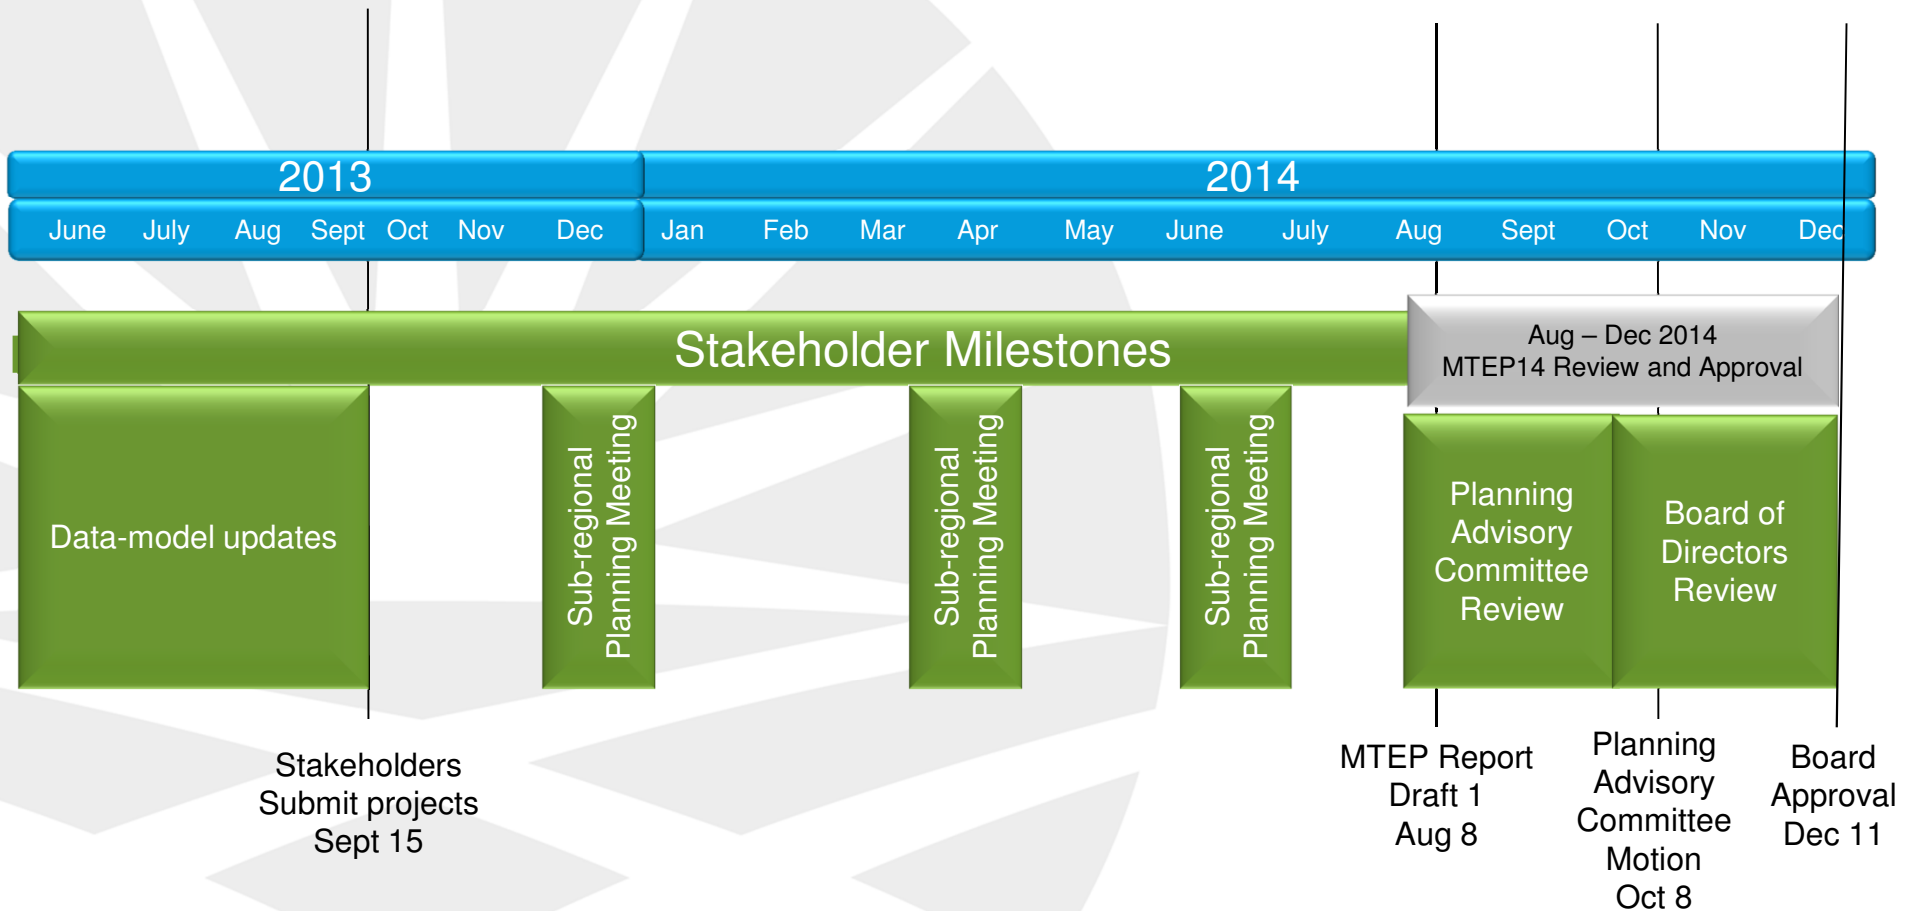 2013
2014
June July Aug Sept Oct Nov Dec Jan Feb Mar Apr May June July Aug Sept Oct Nov Dec
Stakeholder Milestones
Aug – Dec 2014
MTEP14 Review and Approval
Data-model updates
Sub-regional
Planning Meeting
Sub-regional
Planning Meeting
Sub-regional
Planning Meeting
Planning
Advisory
Committee
Review
Board of
Directors
Review
Stakeholders
Submit projects
Sept 15
MTEP Report
Draft 1
Aug 8
Planning
Advisory
Committee
Motion
Oct 8
Board
Approval
Dec 11